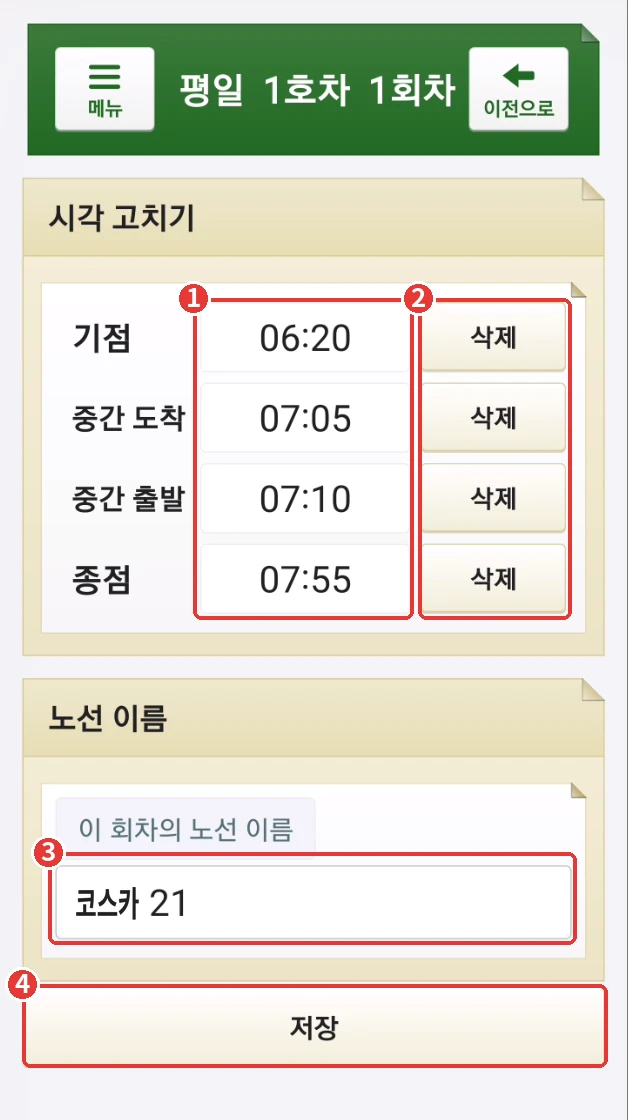 메뉴
평일 1호차 1회차
이전으로
시각 고치기
1
2
기점 06:20 삭제
중간 도착 07:05 삭제
중간 출발 07:10 삭제
종점 07:55 삭제
노선 이름
이 회차의 노선 이름
3
코스카 21
4
저장